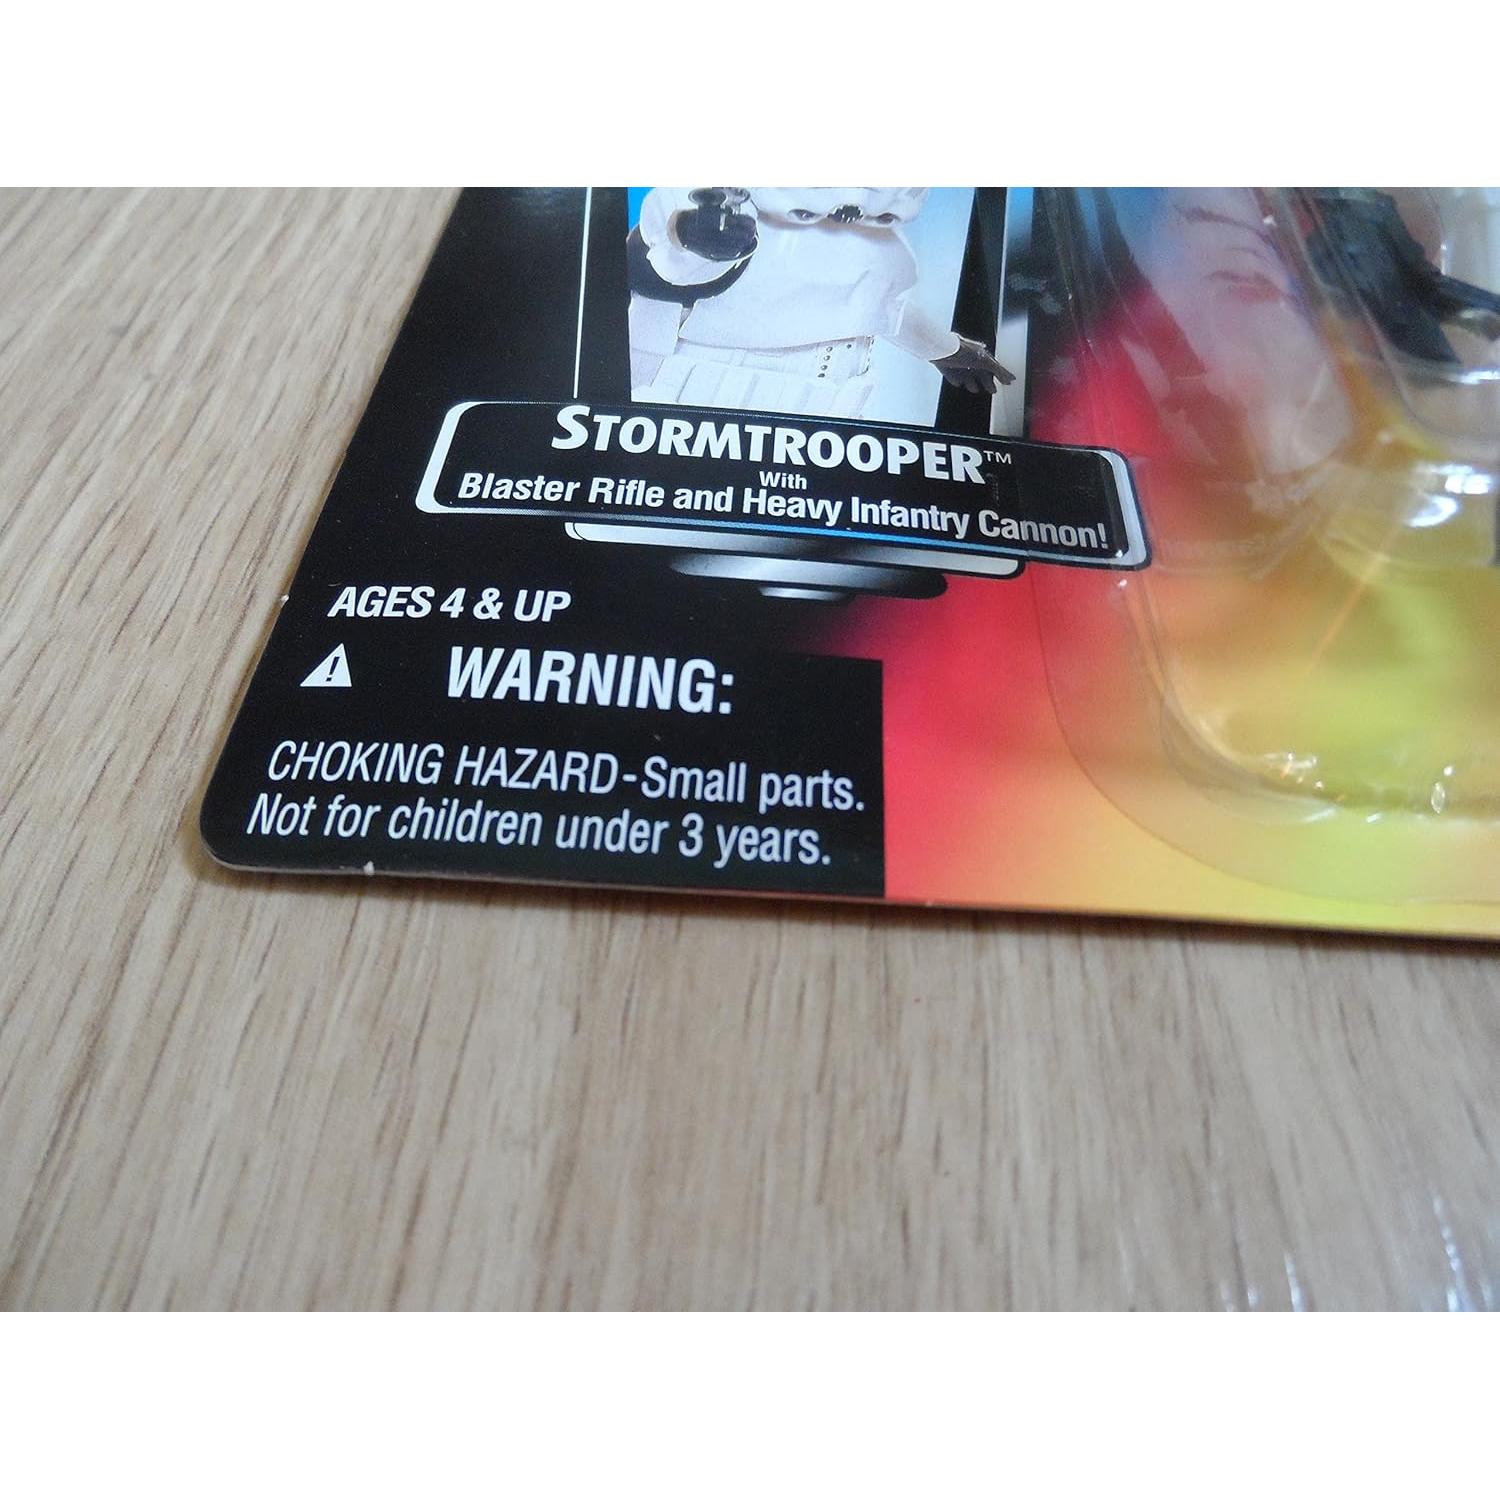 STORMTROOPER™
With
Blaster Rifle and Heavy Infantry Cannon!
AGES 4 & UP
WARNING:
CHOKING HAZARD-Small parts.
Not for children under 3 years.